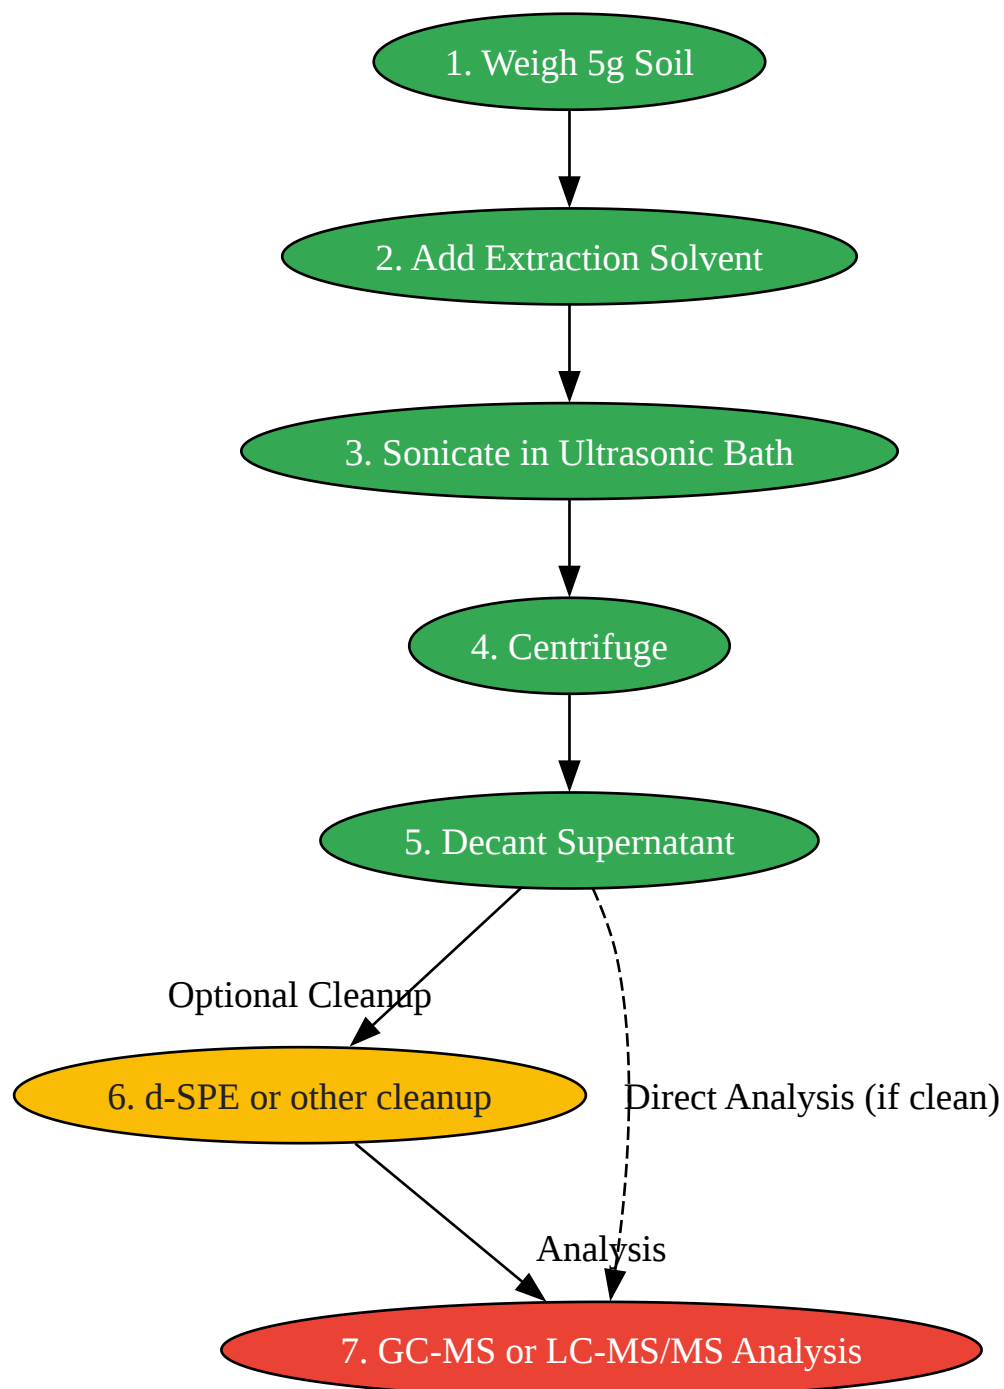 1. Weigh 5g Soil
2. Add Extraction Solvent
3. Sonicate in Ultrasonic Bath
4. Centrifuge
5. Decant Supernatant
Optional Cleanup
6. d-SPE or other cleanup
Direct Analysis (if clean)
Analysis
7. GC-MS or LC-MS/MS Analysis